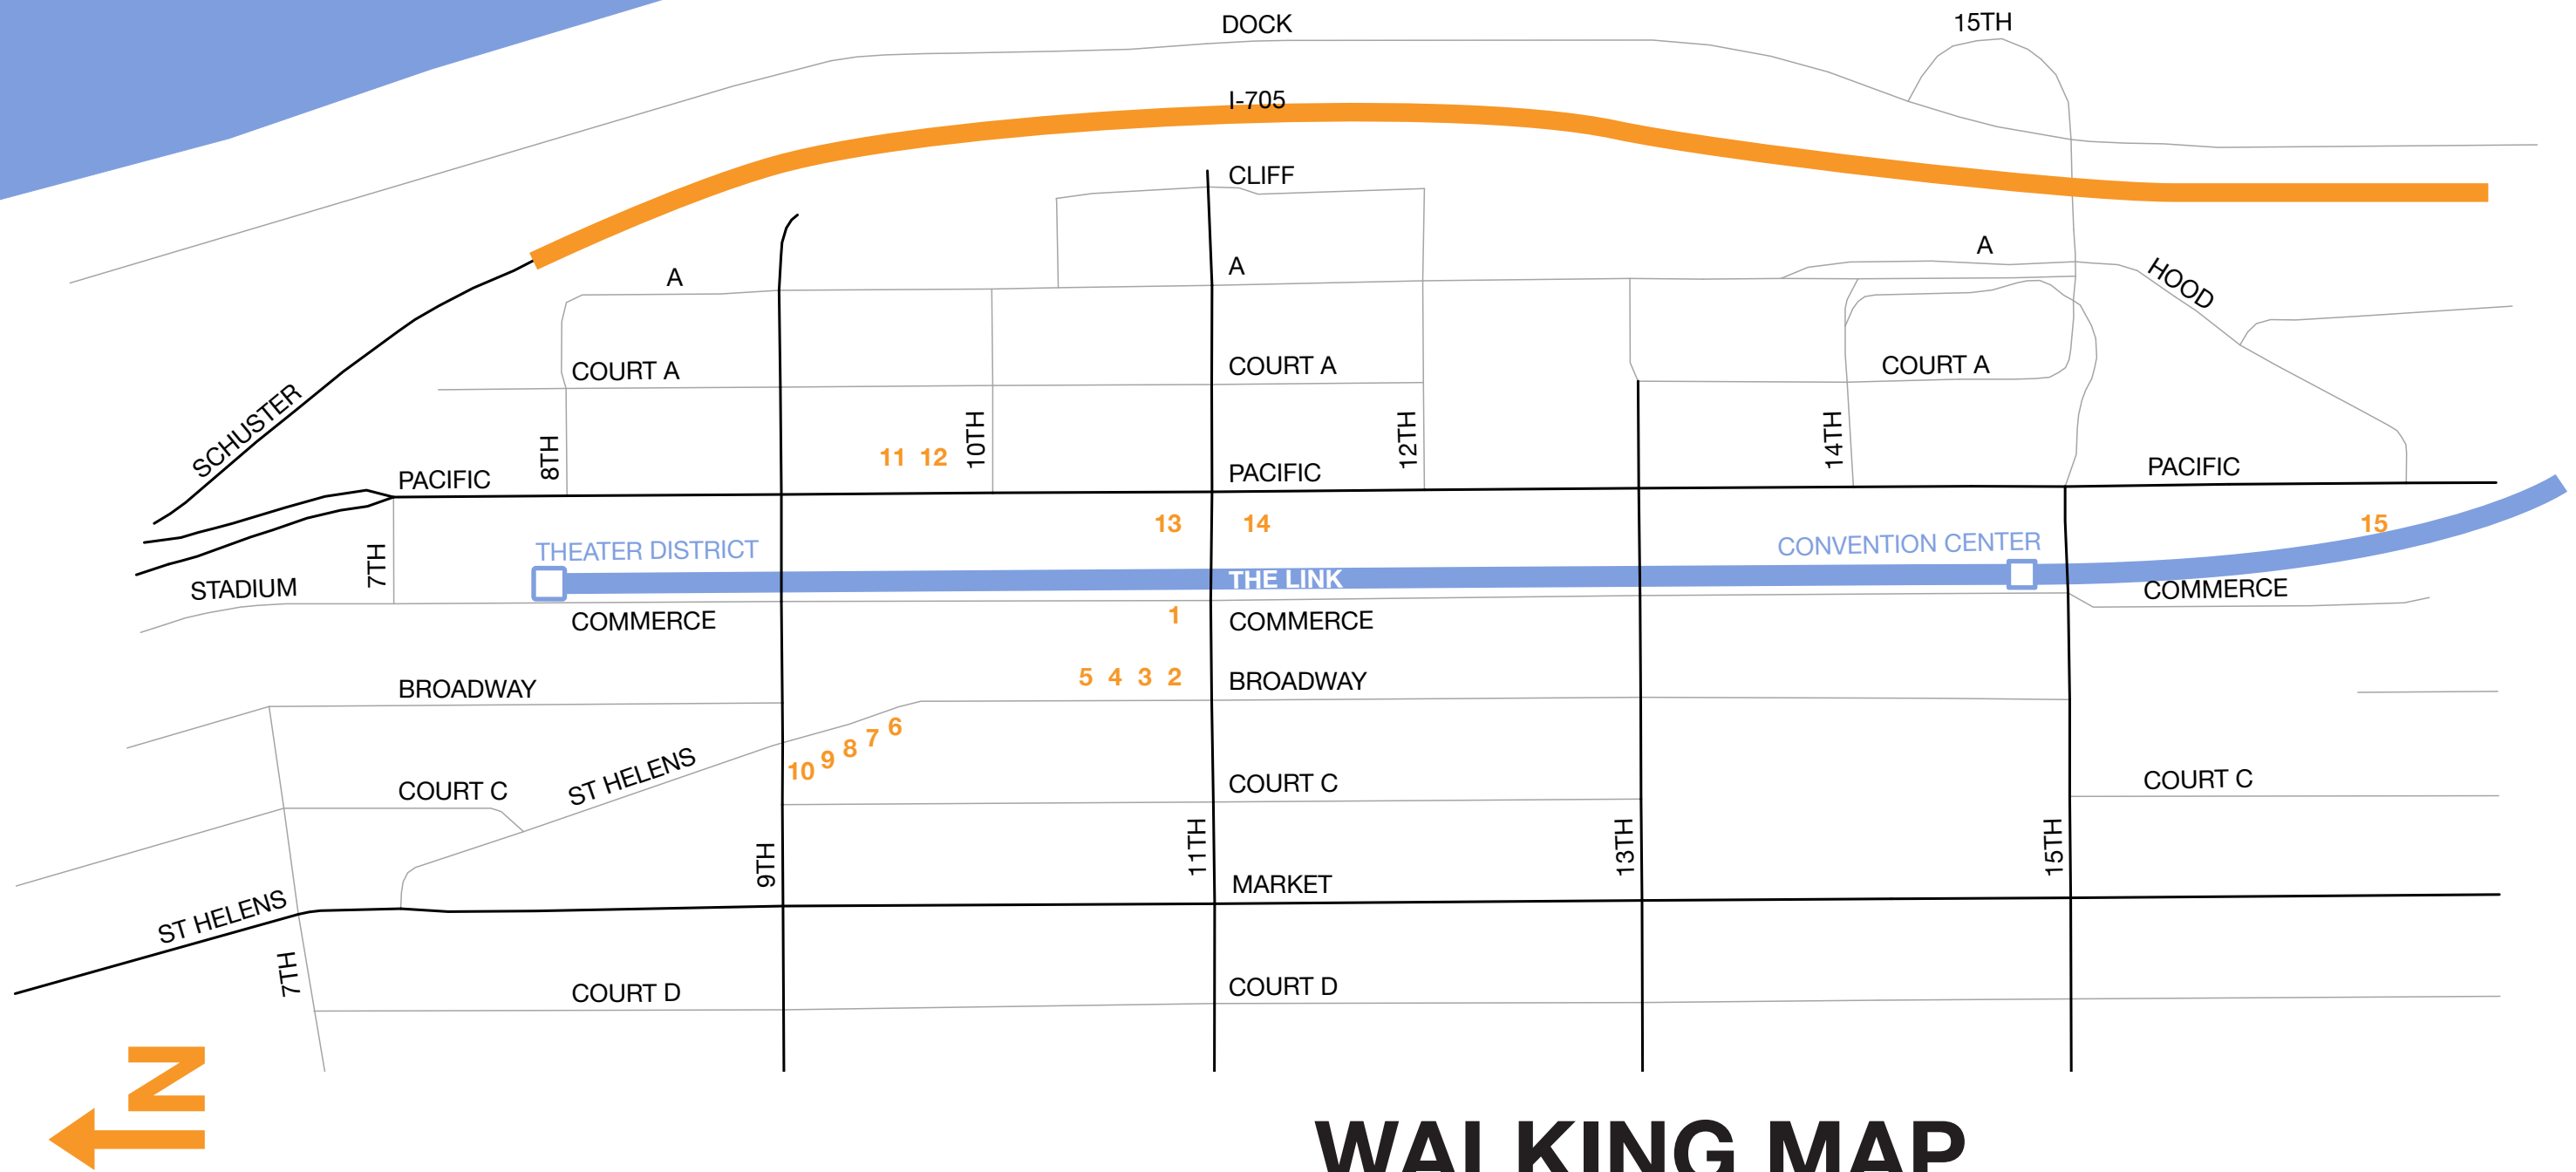 DOCK
15TH
I-705
CLIFF
A
A
A
HOOD
COURT A
COURT A
COURT A
SCHUSTER
8TH
11 12
10TH
12TH
14TH
PACIFIC
PACIFIC
PACIFIC
13
14
15
7TH
THEATER DISTRICT
CONVENTION CENTER
STADIUM
THE LINK
COMMERCE
COMMERCE
COMMERCE
1
BROADWAY
5 4 3 2
BROADWAY
10 9 8 7 6
ST HELENS
COURT C
COURT C
COURT C
9TH
11TH
13TH
15TH
MARKET
ST HELENS
7TH
COURT D
COURT D
N
WALKING MAP